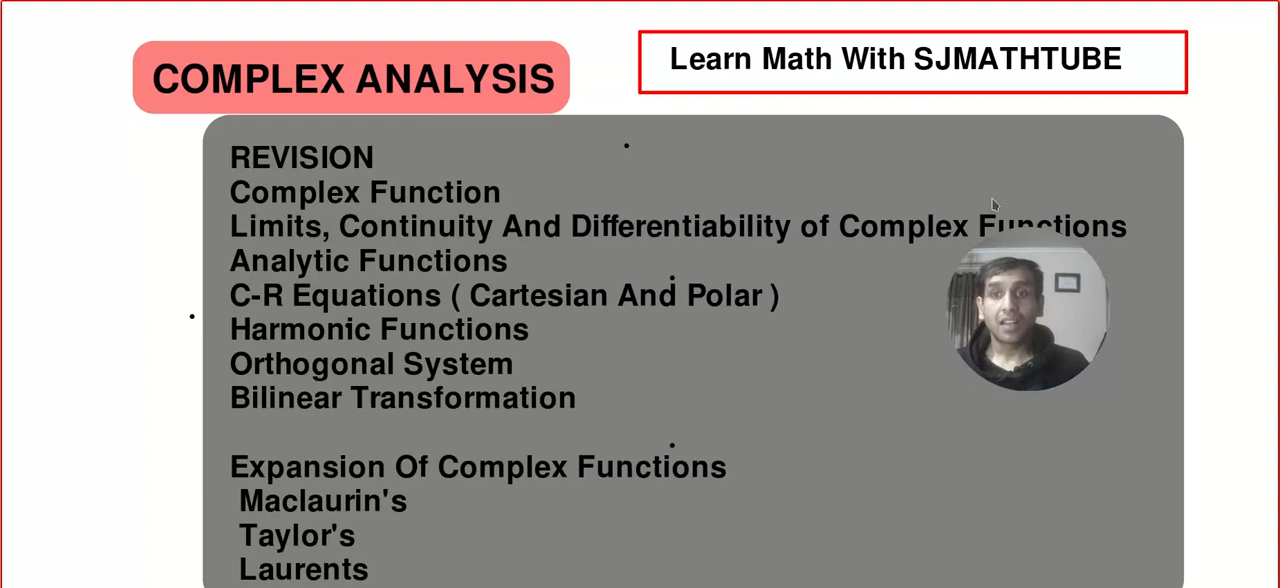 COMPLEX ANALYSIS
Learn Math With SJMATHTUBE
REVISION
Complex Function
Limits, Continuity And Differentiability of Complex Functions
Analytic Functions
C-R Equations ( Cartesian And Polar )
Harmonic Functions
Orthogonal System
Bilinear Transformation
Expansion Of Complex Functions
Maclaurin's
Taylor's
Laurents